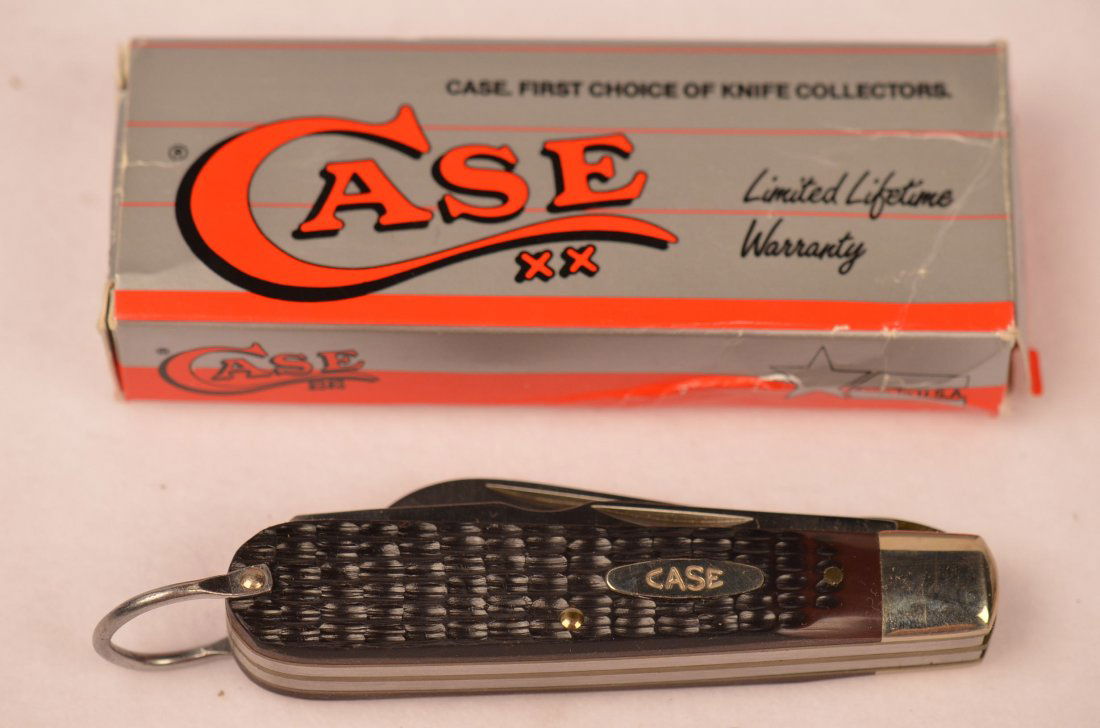 CASE. FIRST CHOICE OF KNIFE COLLECTORS.
®
CASE
XX
Limited Lifetime
Warranty
®
CASE
CASE